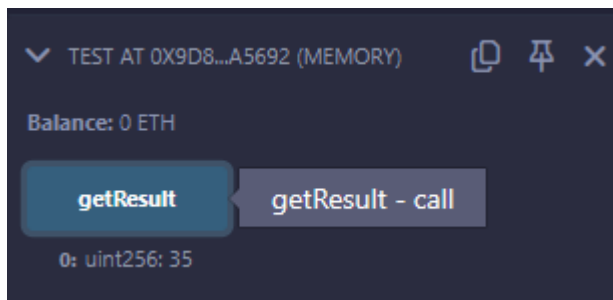 TEST AT 0X9D8...A5692 (MEMORY)
Balance: 0 ETH
getResult
getResult - call
0: uint256: 35